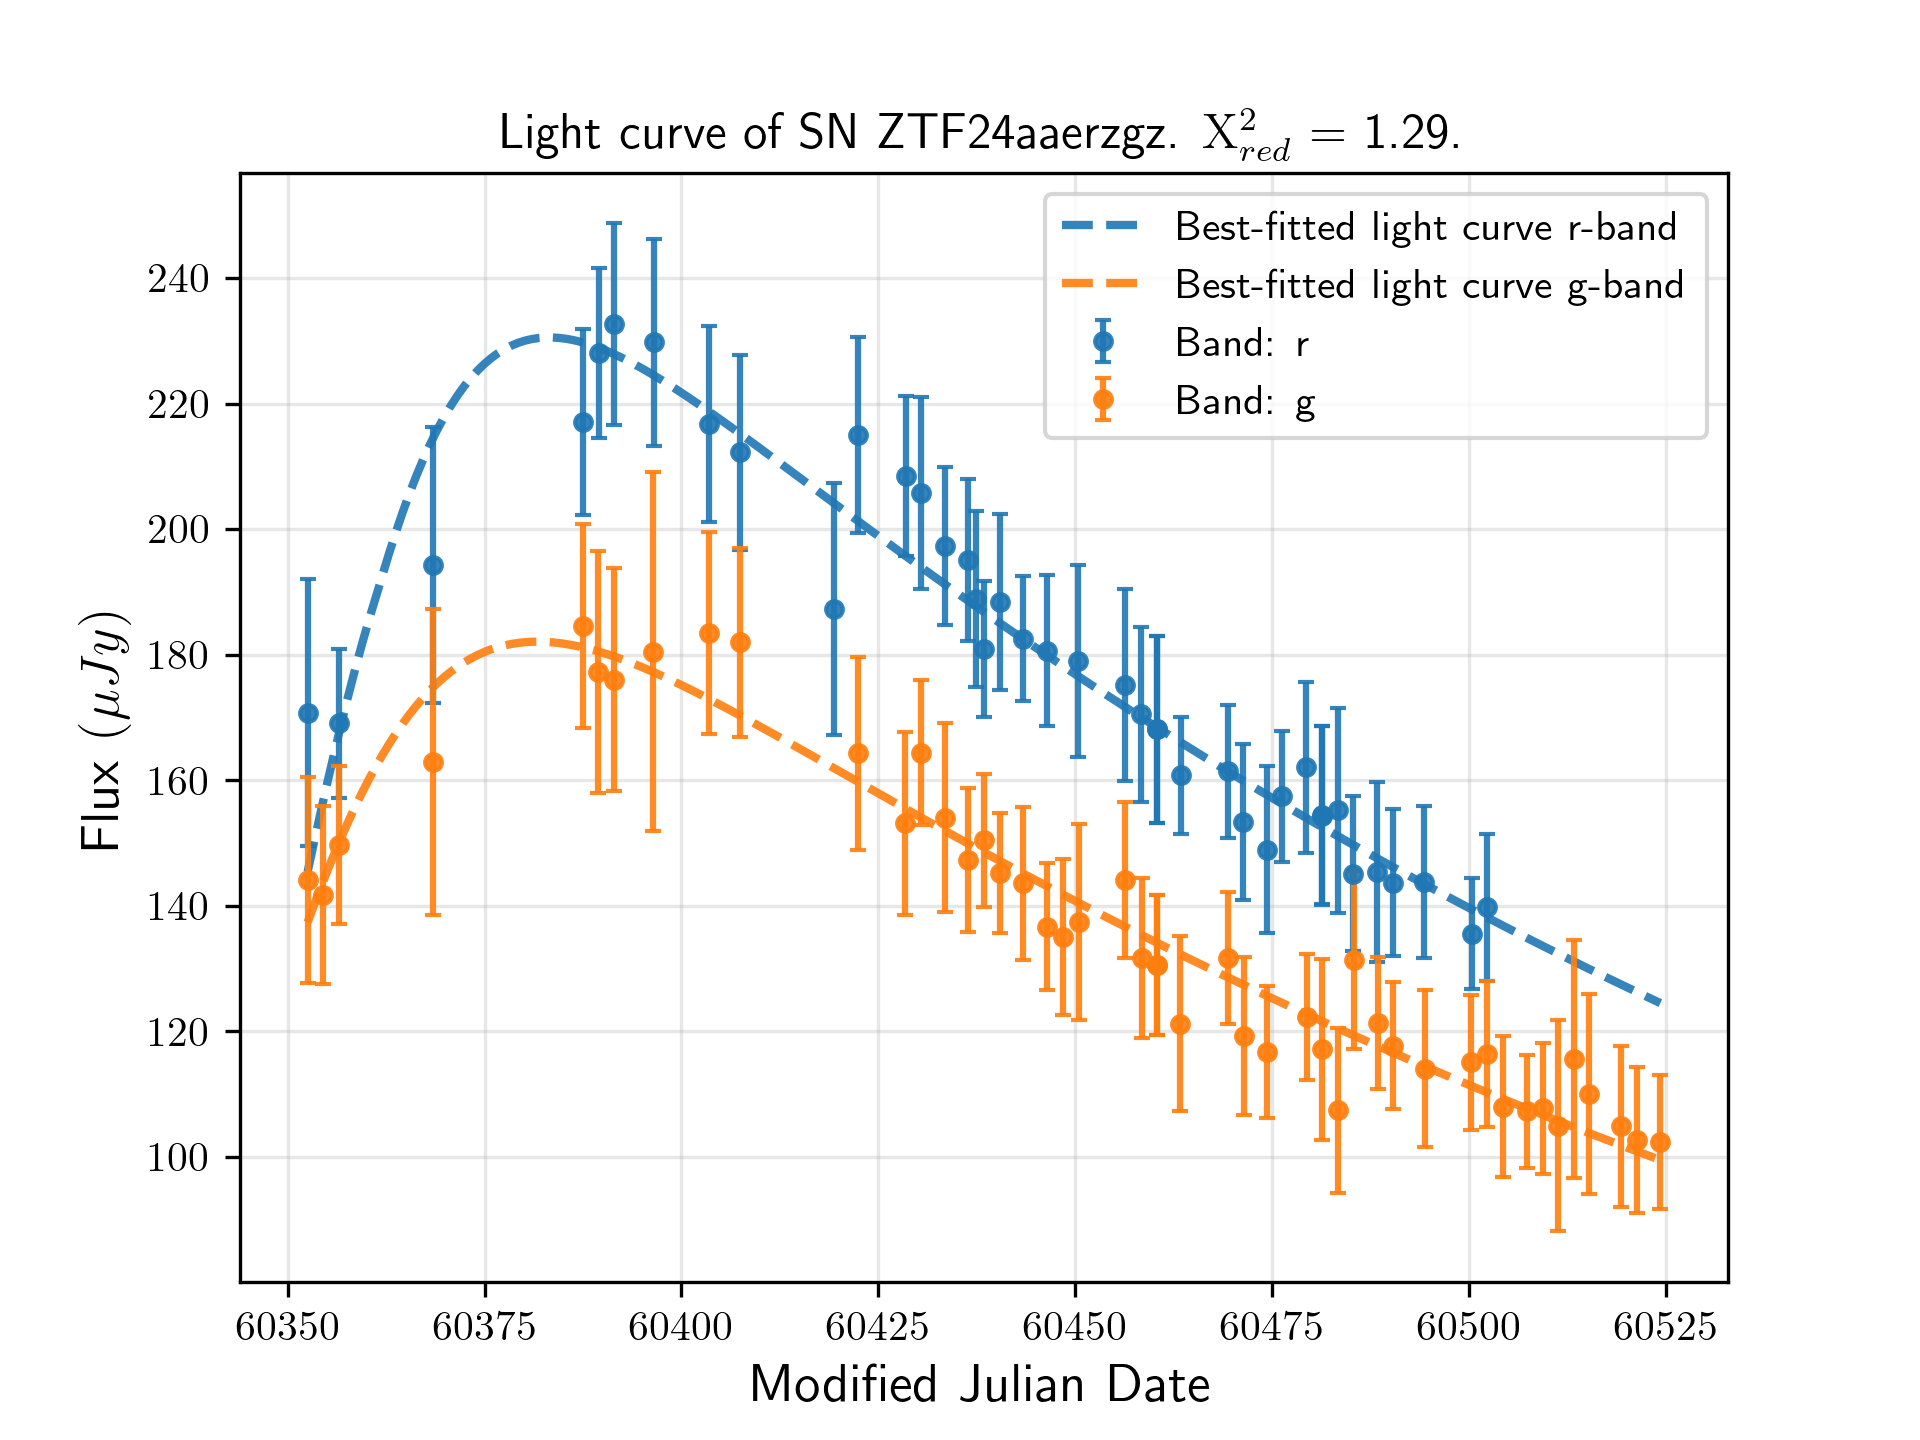 Light curve of SN ZTF24aaerzgz. X²_red = 1.29.
Best-fitted light curve r-band
Best-fitted light curve g-band
Band: r
Band: g
Flux (μJy)
240
220
200
180
160
140
120
100
60350 60375 60400 60425 60450 60475 60500 60525
Modified Julian Date